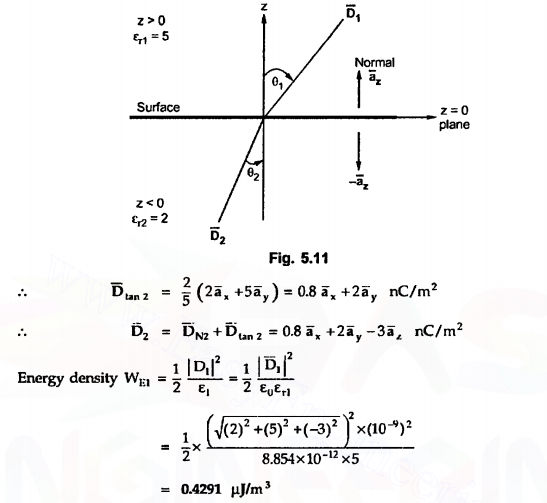 z
D̄₁
z > 0
εr1 = 5
θ₁
Normal
āz
Surface
z = 0
plane
θ₂
–āz
z < 0
εr2 = 2
D̄₂
Fig. 5.11
∴ D̄tan 2 = 2/5 (2āx + 5āy) = 0.8 āx + 2āy nC/m²
∴ D̄₂ = D̄N2 + D̄tan 2 = 0.8 āx + 2āy – 3āz nC/m²
Energy density WE1 = 1/2 |D₁|²/ε₁ = 1/2 |D̄₁|²/ε₀εr1
= 1/2 × (√((2)² + (5)² + (–3)²))² × (10⁻⁹)² / 8.854×10⁻¹² × 5
= 0.4291 μJ/m³